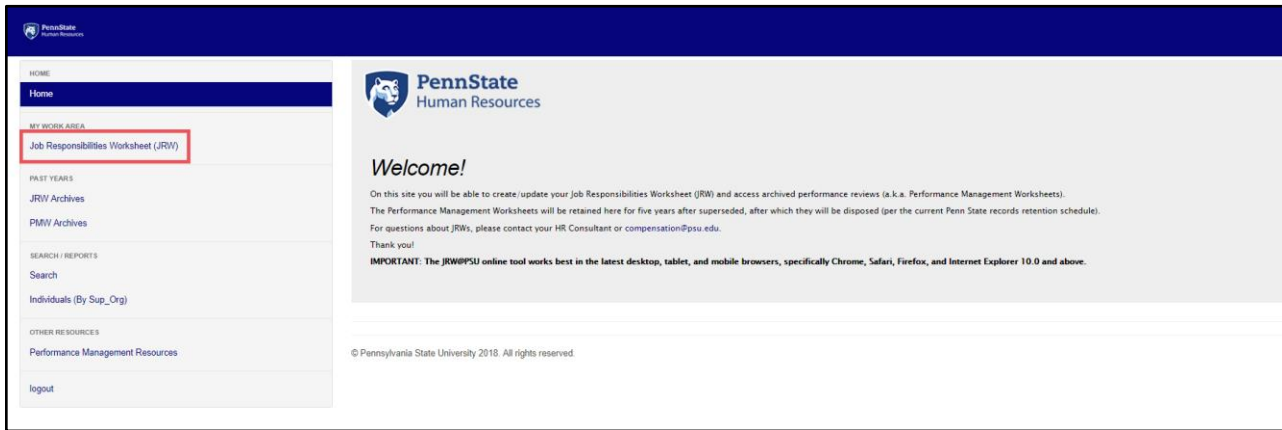 PennState
Human Resources
HOME
Home
MY WORK AREA
Job Responsibilities Worksheet (JRW)
PAST YEARS
JRW Archives
PMW Archives
SEARCH / REPORTS
Search
Individuals (By Sup_Org)
OTHER RESOURCES
Performance Management Resources
logout
PennState
Human Resources
Welcome!
On this site you will be able to create/update your Job Responsibilities Worksheet (JRW) and access archived performance reviews (a.k.a. Performance Management Worksheets).
The Performance Management Worksheets will be retained here for five years after superseded, after which they will be disposed (per the current Penn State records retention schedule).
For questions about JRWs, please contact your HR Consultant or compensation@psu.edu.
Thank you!
IMPORTANT: The JRW@PSU online tool works best in the latest desktop, tablet, and mobile browsers, specifically Chrome, Safari, Firefox, and Internet Explorer 10.0 and above.
© Pennsylvania State University 2018. All rights reserved.